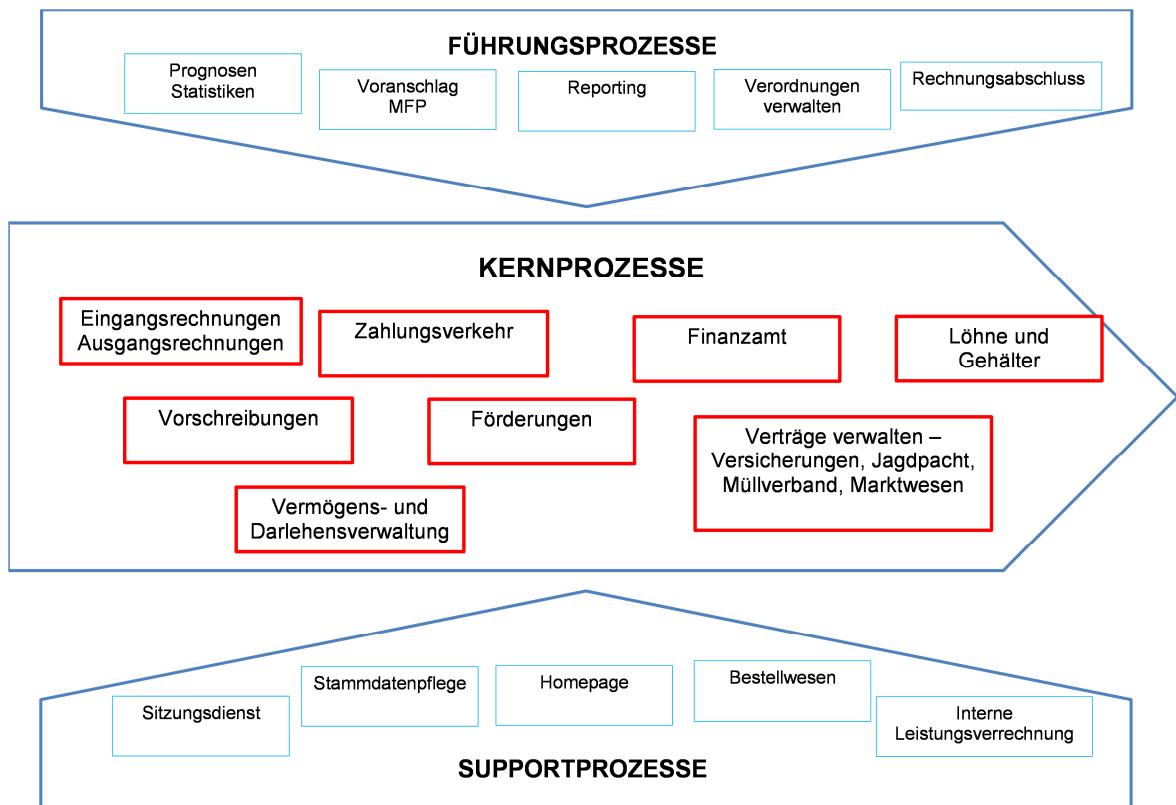 FÜHRUNGSPROZESSE
Prognosen
Statistiken
Voranschlag
MFP
Reporting
Verordnungen
verwalten
Rechnungsabschluss
KERNPROZESSE
Eingangsrechnungen
Ausgangsrechnungen
Zahlungsverkehr
Finanzamt
Löhne und
Gehälter
Vorschreibungen
Förderungen
Verträge verwalten –
Versicherungen, Jagdpacht,
Müllverband, Marktwesen
Vermögens- und
Darlehensverwaltung
Sitzungsdienst
Stammdatenpflege
Homepage
Bestellwesen
Interne
Leistungsverrechnung
SUPPORTPROZESSE